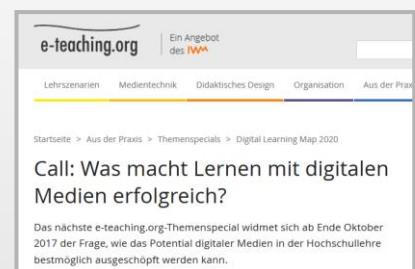 e-teaching.org
Ein Angebot
des IWM
Lehrszenarien Medientechnik Didaktisches Design Organisation Aus der Prax
Startseite > Aus der Praxis > Themenspecials > Digital Learning Map 2020
Call: Was macht Lernen mit digitalen
Medien erfolgreich?
Das nächste e-teaching.org-Themenspecial widmet sich ab Ende Oktober
2017 der Frage, wie das Potential digitaler Medien in der Hochschullehre
bestmöglich ausgeschöpft werden kann.